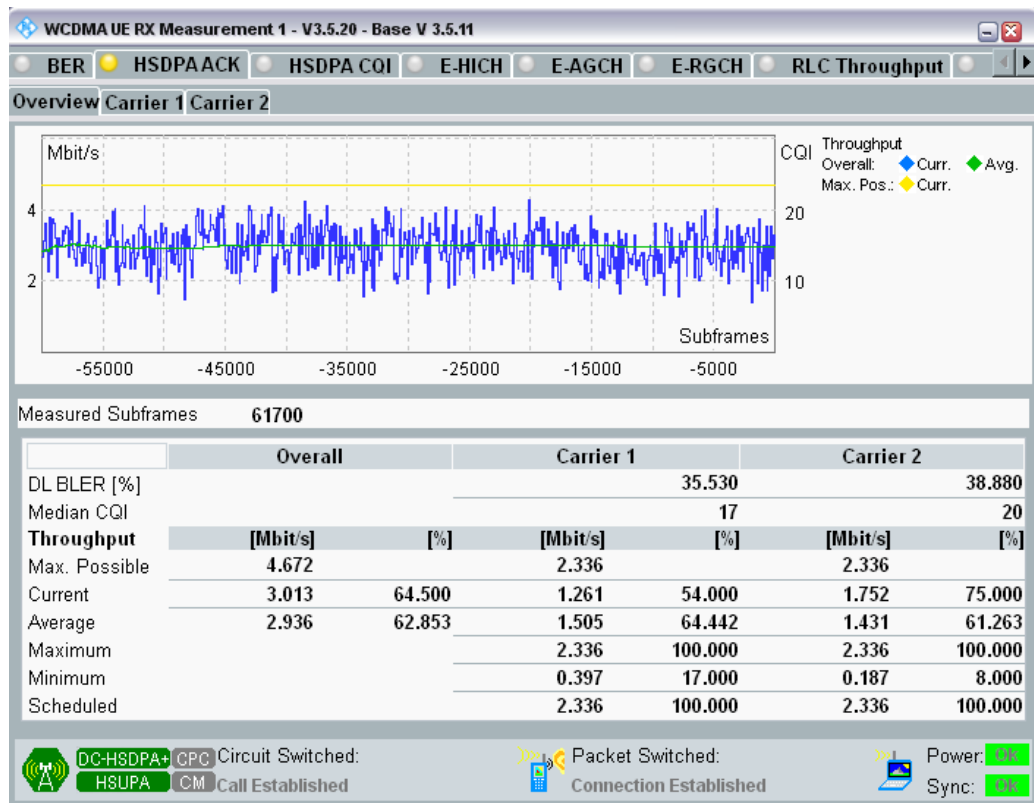 WCDMA UE RX Measurement 1 - V3.5.20 - Base V 3.5.11
BER HSDPA ACK HSDPA CQI E-HICH E-AGCH E-RGCH RLC Throughput
Overview Carrier 1 Carrier 2
Mbit/s CQI Throughput
Overall: Curr. Avg.
Max. Pos.: Curr.
4 20
2 10
Subframes
-55000 -45000 -35000 -25000 -15000 -5000
Measured Subframes 61700
Overall Carrier 1 Carrier 2
DL BLER [%] 35.530 38.880
Median CQI 17 20
Throughput [Mbit/s] [%] [Mbit/s] [%] [Mbit/s] [%]
Max. Possible 4.672 2.336 2.336
Current 3.013 64.500 1.261 54.000 1.752 75.000
Average 2.936 62.853 1.505 64.442 1.431 61.263
Maximum 2.336 100.000 2.336 100.000
Minimum 0.397 17.000 0.187 8.000
Scheduled 2.336 100.000 2.336 100.000
DC-HSDPA+ CPC Circuit Switched: Packet Switched: Power: Ok
HSUPA CM Call Established Connection Established Sync: Ok